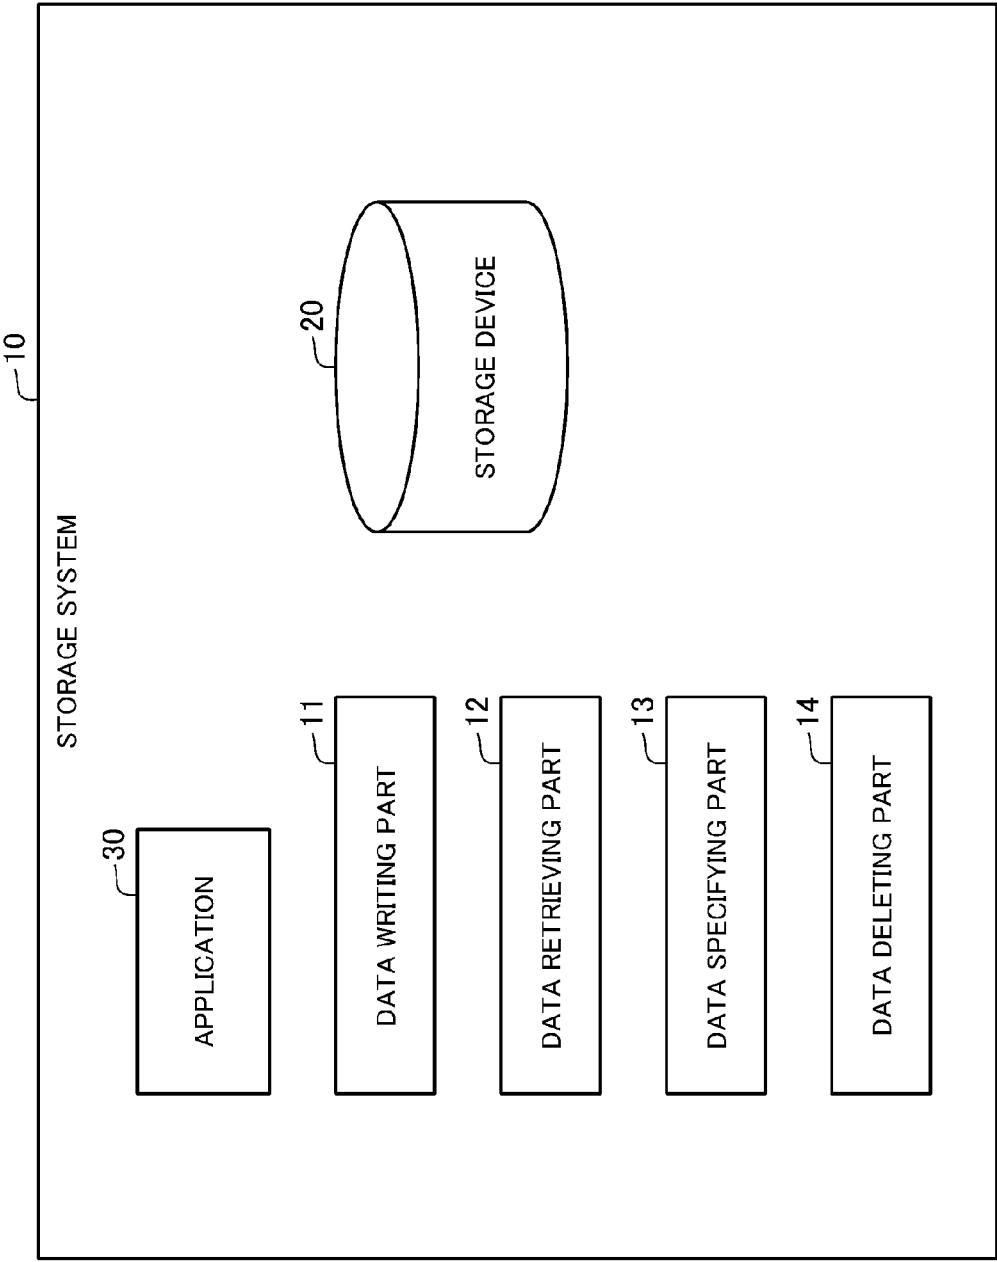 10
STORAGE SYSTEM
30
APPLICATION
11
DATA WRITING PART
12
DATA RETRIEVING PART
13
DATA SPECIFYING PART
14
DATA DELETING PART
20
STORAGE DEVICE